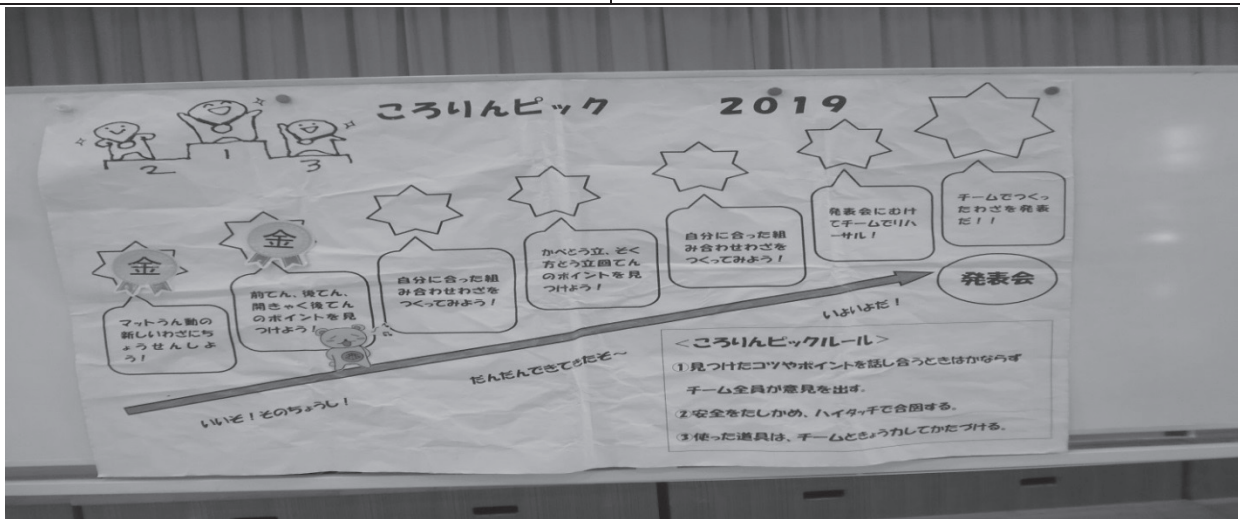 ころりんピック 2019
2 1 3
金
金
マットうん動の
新しいわざにち
ょうせんしよ
う!
前てん、後てん、
開きゃく後てん
のポイントを見
つけよう!
自分に合った組
み合わせわざを
つくってみよう!
かべとう立、そく
方とう立回てん
のポイントを見
つけよう!
自分に合った組
み合わせわざを
つくってみよう!
発表会にむけ
てチームでリハ
ーサル!
チームでつくっ
たわざを発表
だ!!
発表会
いいぞ!そのちょうし!
だんだんできてきたぞ~
いよいよだ!
<ころりんピックルール>
①見つけたコツやポイントを話し合うときはかならず
チーム全員が意見を出す。
②安全をたしかめ、ハイタッチで合図する。
③使った道具は、チームときょう力してかたづける。